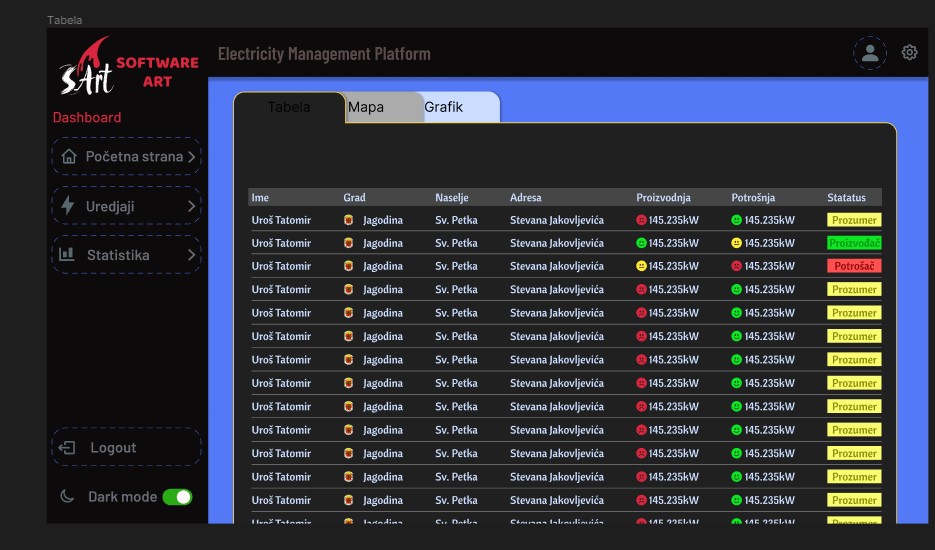 Tabela
sArt SOFTWARE ART
Electricity Management Platform
Dashboard
Početna strana
Uredjaji
Statistika
Logout
Dark mode
Tabela Mapa Grafik
Ime Grad Naselje Adresa Proizvodnja Potrošnja Statatus
Uroš Tatomir Jagodina Sv. Petka Stevana Jakovljevića 145.235kW 145.235kW Prozumer
Uroš Tatomir Jagodina Sv. Petka Stevana Jakovljevića 145.235kW 145.235kW Proizvođač
Uroš Tatomir Jagodina Sv. Petka Stevana Jakovljevića 145.235kW 145.235kW Potrošač
Uroš Tatomir Jagodina Sv. Petka Stevana Jakovljevića 145.235kW 145.235kW Prozumer
Uroš Tatomir Jagodina Sv. Petka Stevana Jakovljevića 145.235kW 145.235kW Prozumer
Uroš Tatomir Jagodina Sv. Petka Stevana Jakovljevića 145.235kW 145.235kW Prozumer
Uroš Tatomir Jagodina Sv. Petka Stevana Jakovljevića 145.235kW 145.235kW Prozumer
Uroš Tatomir Jagodina Sv. Petka Stevana Jakovljevića 145.235kW 145.235kW Prozumer
Uroš Tatomir Jagodina Sv. Petka Stevana Jakovljevića 145.235kW 145.235kW Prozumer
Uroš Tatomir Jagodina Sv. Petka Stevana Jakovljevića 145.235kW 145.235kW Prozumer
Uroš Tatomir Jagodina Sv. Petka Stevana Jakovljevića 145.235kW 145.235kW Prozumer
Uroš Tatomir Jagodina Sv. Petka Stevana Jakovljevića 145.235kW 145.235kW Prozumer
Uroš Tatomir Jagodina Sv. Petka Stevana Jakovljevića 145.235kW 145.235kW Prozumer
Uroš Tatomir Jagodina Sv. Petka Stevana Jakovljevića 145.235kW 145.235kW Prozumer